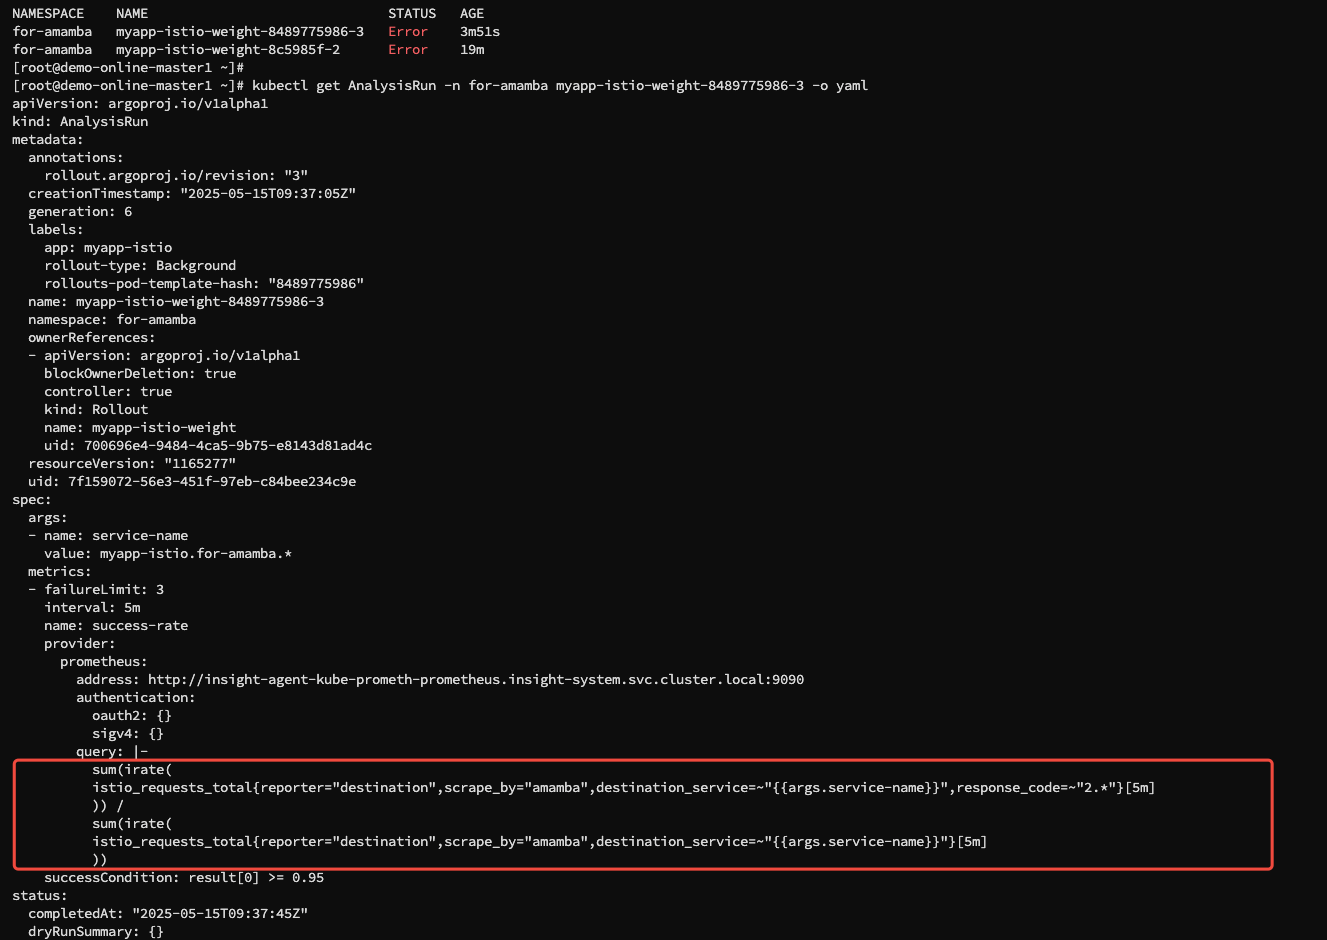 NAMESPACE    NAME                              STATUS   AGE
for-amamba   myapp-istio-weight-8489775986-3   Error    3m51s
for-amamba   myapp-istio-weight-8c5985f-2      Error    19m
[root@demo-online-master1 ~]#
[root@demo-online-master1 ~]# kubectl get AnalysisRun -n for-amamba myapp-istio-weight-8489775986-3 -o yaml
apiVersion: argoproj.io/v1alpha1
kind: AnalysisRun
metadata:
  annotations:
    rollout.argoproj.io/revision: "3"
  creationTimestamp: "2025-05-15T09:37:05Z"
  generation: 6
  labels:
    app: myapp-istio
    rollout-type: Background
    rollouts-pod-template-hash: "8489775986"
  name: myapp-istio-weight-8489775986-3
  namespace: for-amamba
  ownerReferences:
  - apiVersion: argoproj.io/v1alpha1
    blockOwnerDeletion: true
    controller: true
    kind: Rollout
    name: myapp-istio-weight
    uid: 700696e4-9484-4ca5-9b75-e8143d81ad4c
  resourceVersion: "1165277"
  uid: 7f159072-56e3-451f-97eb-c84bee234c9e
spec:
  args:
  - name: service-name
    value: myapp-istio.for-amamba.*
  metrics:
  - failureLimit: 3
    interval: 5m
    name: success-rate
    provider:
      prometheus:
        address: http://insight-agent-kube-prometh-prometheus.insight-system.svc.cluster.local:9090
        authentication:
          oauth2: {}
          sigv4: {}
        query: |-
          sum(irate(
          istio_requests_total{reporter="destination",scrape_by="amamba",destination_service=~"{{args.service-name}}",response_code=~"2.*"}[5m]
          )) /
          sum(irate(
          istio_requests_total{reporter="destination",scrape_by="amamba",destination_service=~"{{args.service-name}}"}[5m]
          ))
    successCondition: result[0] >= 0.95
status:
  completedAt: "2025-05-15T09:37:45Z"
  dryRunSummary: {}